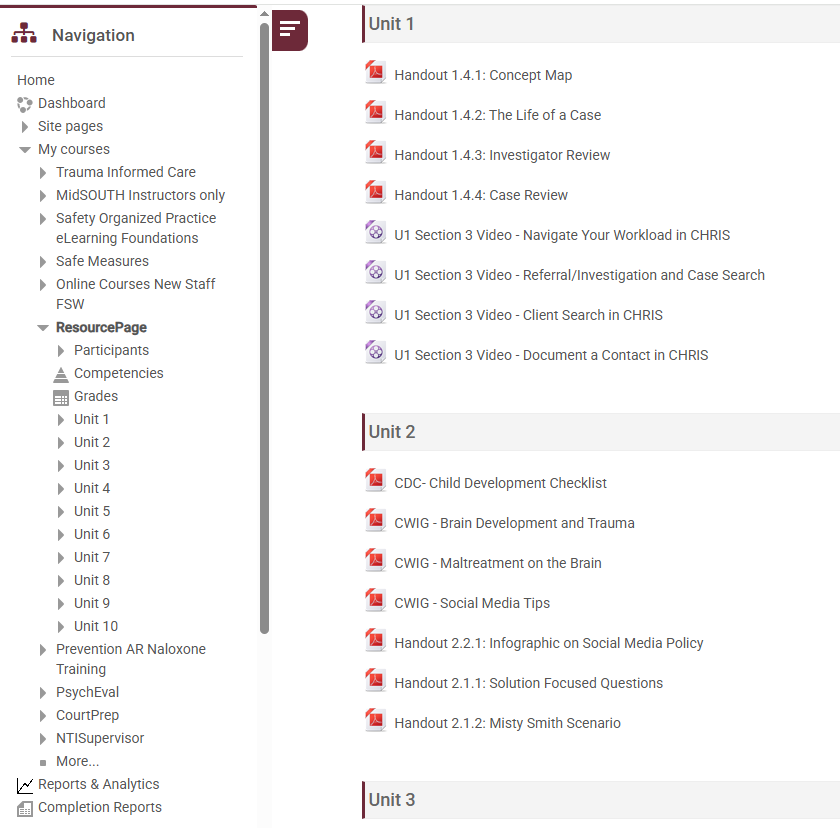 Navigation
Home
Dashboard
Site pages
My courses
Trauma Informed Care
MidSOUTH Instructors only
Safety Organized Practice
eLearning Foundations
Safe Measures
Online Courses New Staff
FSW
ResourcePage
Participants
Competencies
Grades
Unit 1
Unit 2
Unit 3
Unit 4
Unit 5
Unit 6
Unit 7
Unit 8
Unit 9
Unit 10
Prevention AR Naloxone
Training
PsychEval
CourtPrep
NTISupervisor
More...
Reports & Analytics
Completion Reports
Unit 1
Handout 1.4.1: Concept Map
Handout 1.4.2: The Life of a Case
Handout 1.4.3: Investigator Review
Handout 1.4.4: Case Review
U1 Section 3 Video - Navigate Your Workload in CHRIS
U1 Section 3 Video - Referral/Investigation and Case Search
U1 Section 3 Video - Client Search in CHRIS
U1 Section 3 Video - Document a Contact in CHRIS
Unit 2
CDC- Child Development Checklist
CWIG - Brain Development and Trauma
CWIG - Maltreatment on the Brain
CWIG - Social Media Tips
Handout 2.2.1: Infographic on Social Media Policy
Handout 2.1.1: Solution Focused Questions
Handout 2.1.2: Misty Smith Scenario
Unit 3